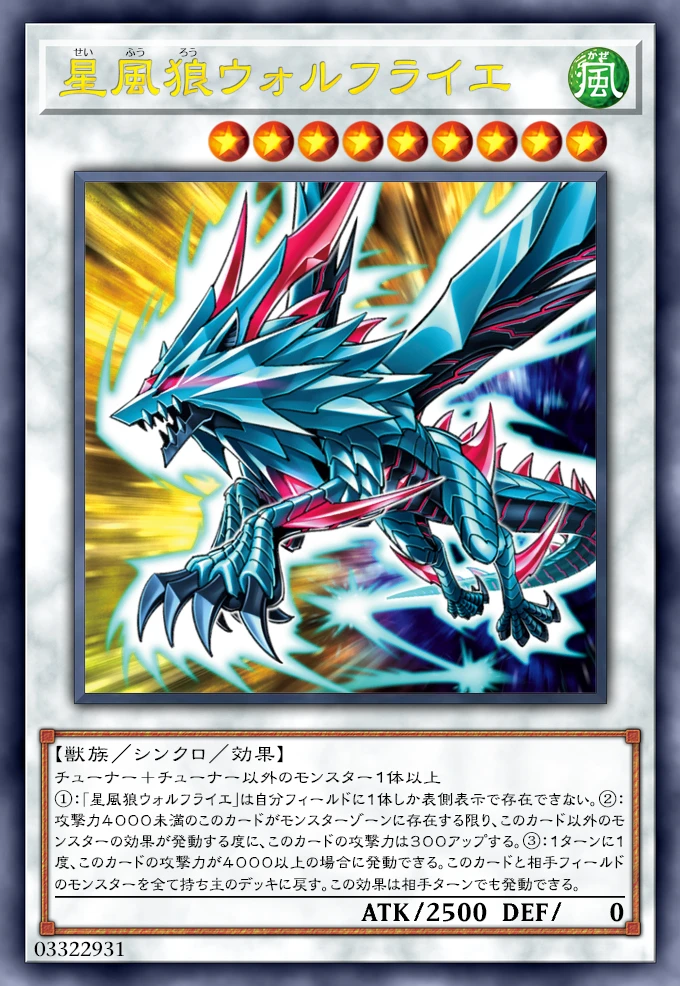 せい ふう ろう
星風狼ウォルフライエ
かぜ
風
【獣族／シンクロ／効果】
チューナー＋チューナー以外のモンスター１体以上
①：「星風狼ウォルフライエ」は自分フィールドに１体しか表側表示で存在できない。②：
攻撃力４０００未満のこのカードがモンスターゾーンに存在する限り、このカード以外のモ
ンスターの効果が発動する度に、このカードの攻撃力は３００アップする。③：１ターンに１
度、このカードの攻撃力が４０００以上の場合に発動できる。このカードと相手フィールド
のモンスターを全て持ち主のデッキに戻す。この効果は相手ターンでも発動できる。
ATK/2500 DEF/ 0
03322931